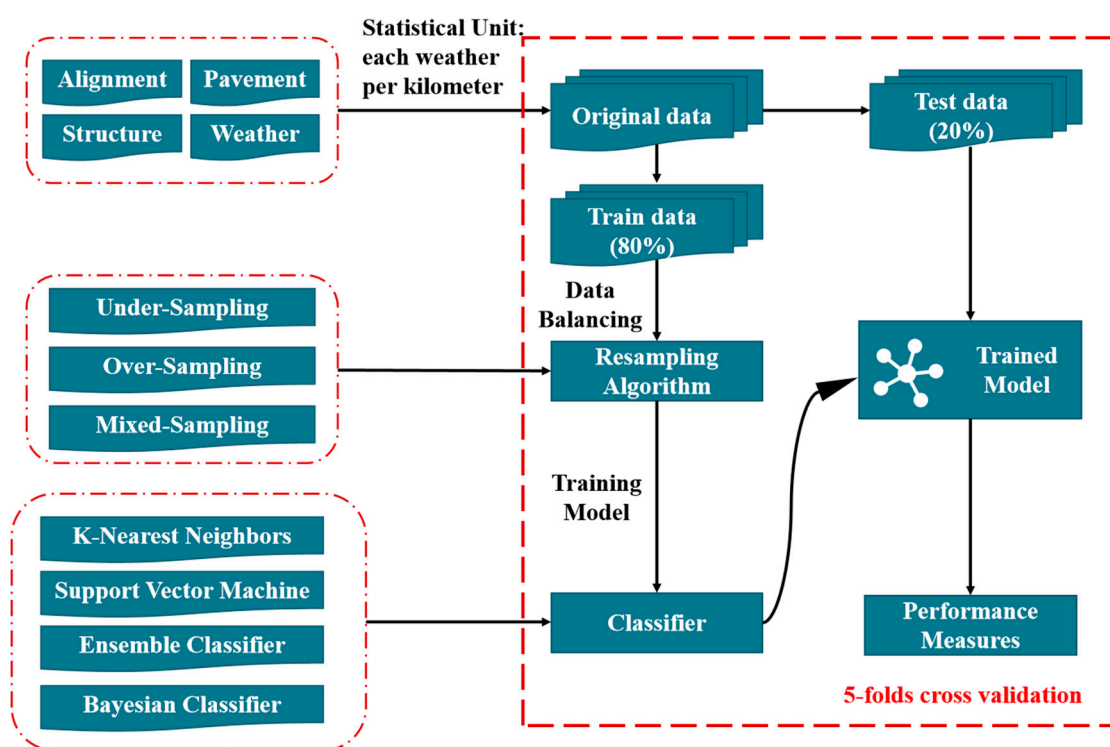 Statistical Unit:
each weather
per kilometer
Alignment
Pavement
Structure
Weather
Original data
Test data
(20%)
Train data
(80%)
Data
Balancing
Under-Sampling
Over-Sampling
Mixed-Sampling
Resampling
Algorithm
Trained
Model
Training
Model
K-Nearest Neighbors
Support Vector Machine
Ensemble Classifier
Bayesian Classifier
Classifier
Performance
Measures
5-folds cross validation